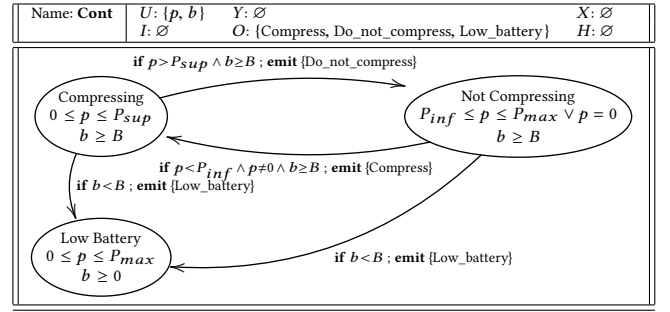 Name: Cont U: {p, b} Y: ∅ X: ∅
I: ∅ O: {Compress, Do_not_compress, Low_battery} H: ∅
if p>P_sup ∧ b≥B ; emit {Do_not_compress}
Compressing
0 ≤ p ≤ P_sup
b ≥ B
Not Compressing
P_inf ≤ p ≤ P_max ∨ p = 0
b ≥ B
if p<P_inf ∧ p≠0 ∧ b≥B ; emit {Compress}
if b<B ; emit {Low_battery}
Low Battery
0 ≤ p ≤ P_max
b ≥ 0
if b<B ; emit {Low_battery}